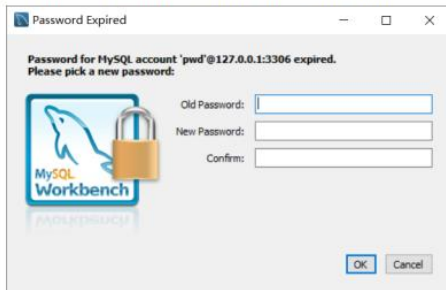 Password Expired
Password for MySQL account 'pwd'@127.0.0.1:3306 expired.
Please pick a new password:
Old Password:
New Password:
Confirm:
MySQL
Workbench
OK
Cancel